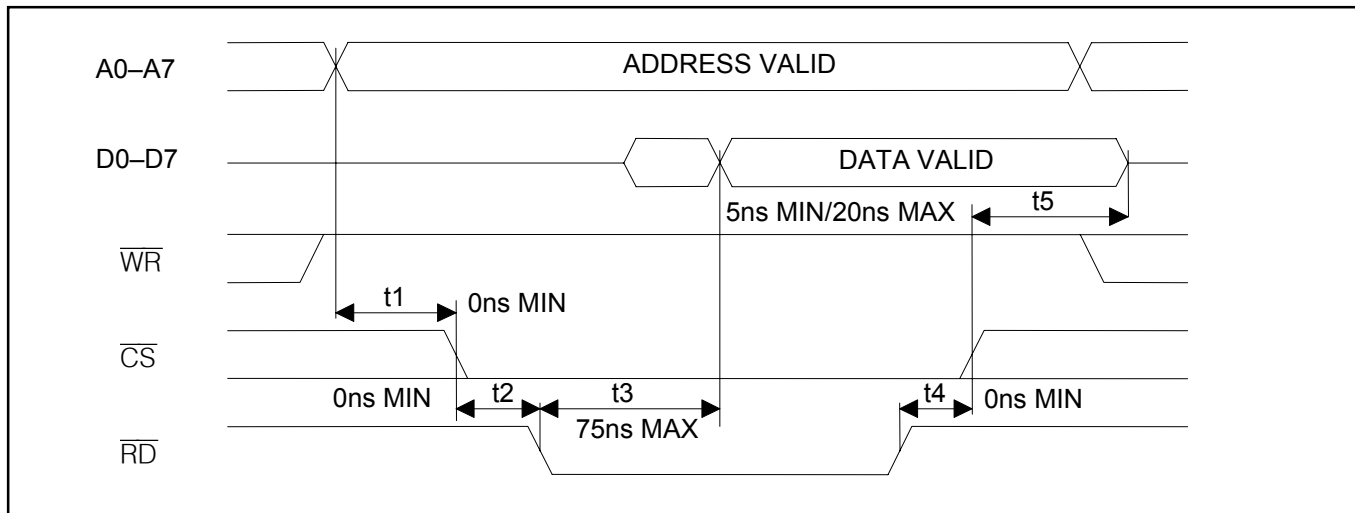 A0–A7
ADDRESS VALID
D0–D7
DATA VALID
5ns MIN/20ns MAX
t5
WR
t1
0ns MIN
CS
0ns MIN
t2
t3
t4
0ns MIN
75ns MAX
RD